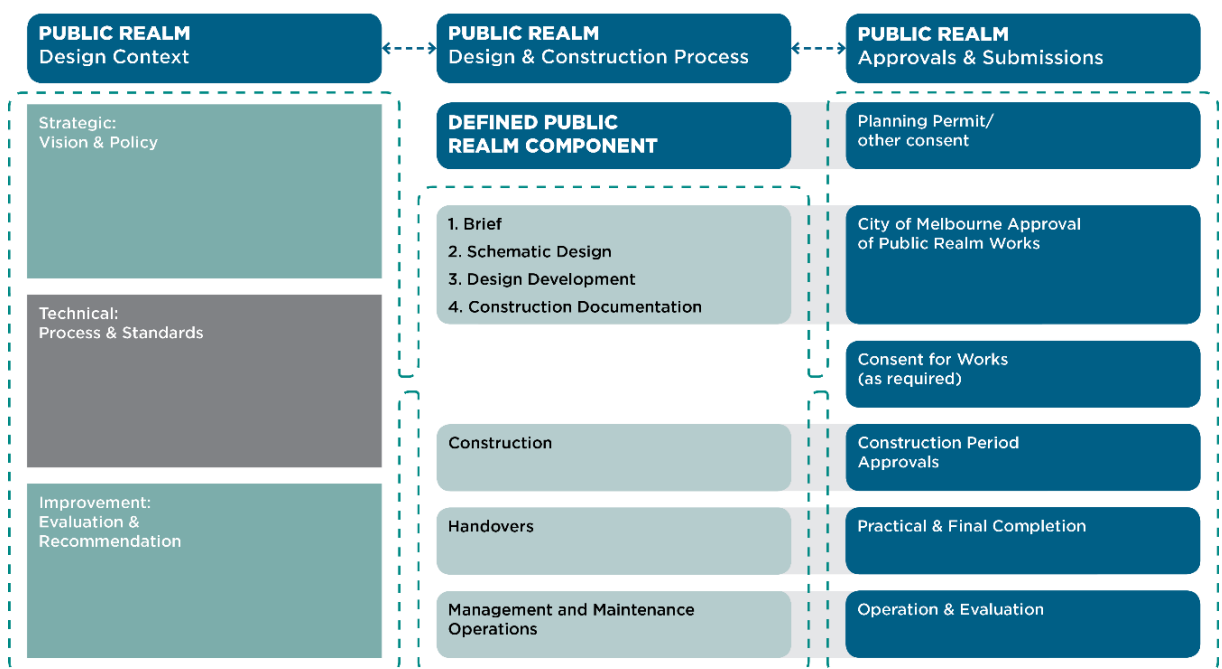 PUBLIC REALM
Design Context
PUBLIC REALM
Design & Construction Process
PUBLIC REALM
Approvals & Submissions
Strategic:
Vision & Policy
Technical:
Process & Standards
Improvement:
Evaluation &
Recommendation
DEFINED PUBLIC
REALM COMPONENT
1. Brief
2. Schematic Design
3. Design Development
4. Construction Documentation
Construction
Handovers
Management and Maintenance
Operations
Planning Permit/
other consent
City of Melbourne Approval
of Public Realm Works
Consent for Works
(as required)
Construction Period
Approvals
Practical & Final Completion
Operation & Evaluation